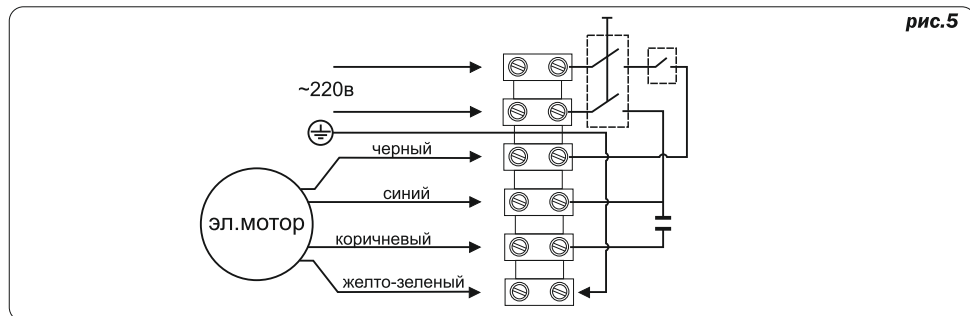 рис.5
~220в
черный
синий
эл.мотор
коричневый
желто-зеленый